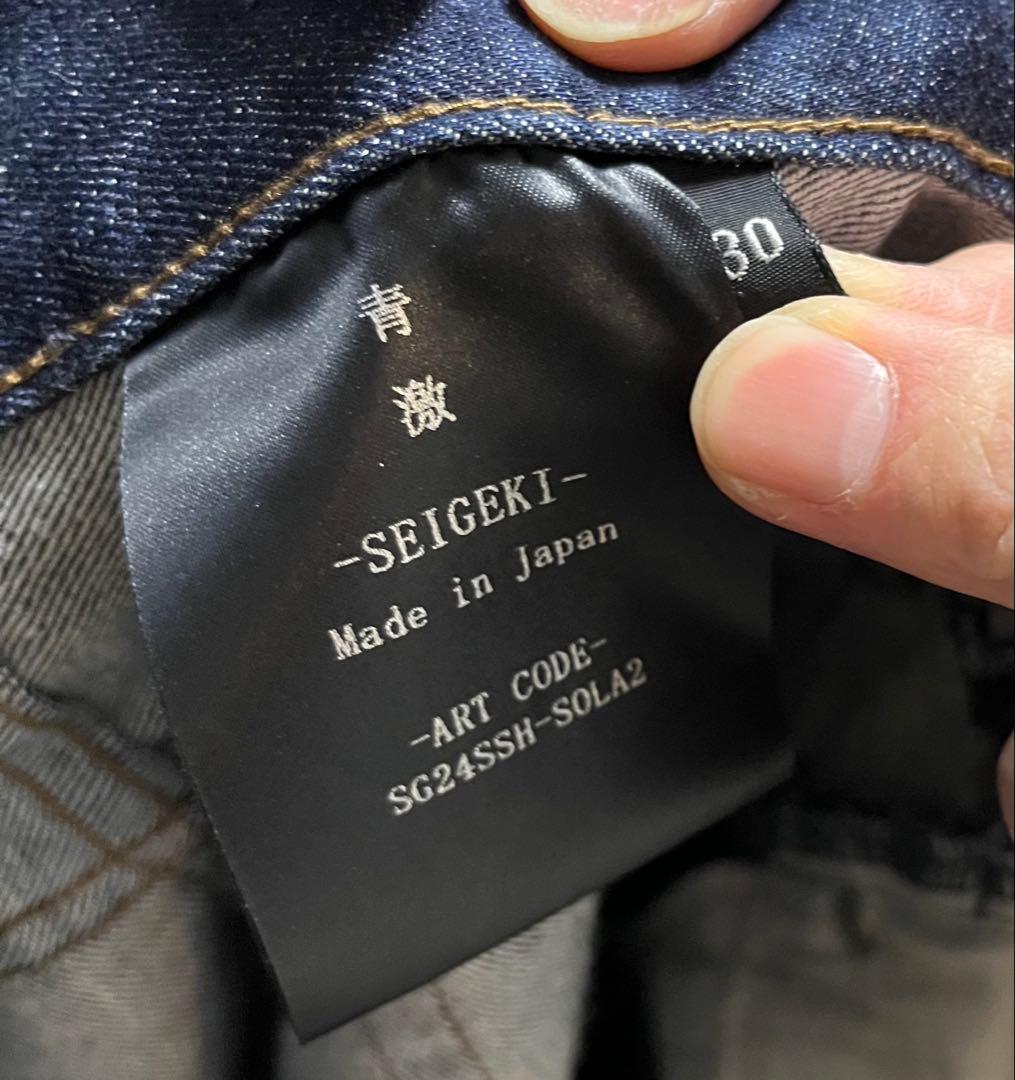 30
青
激
-SEIGEKI-
Made in Japan
-ART CODE-
SG24SSH-SOLA2